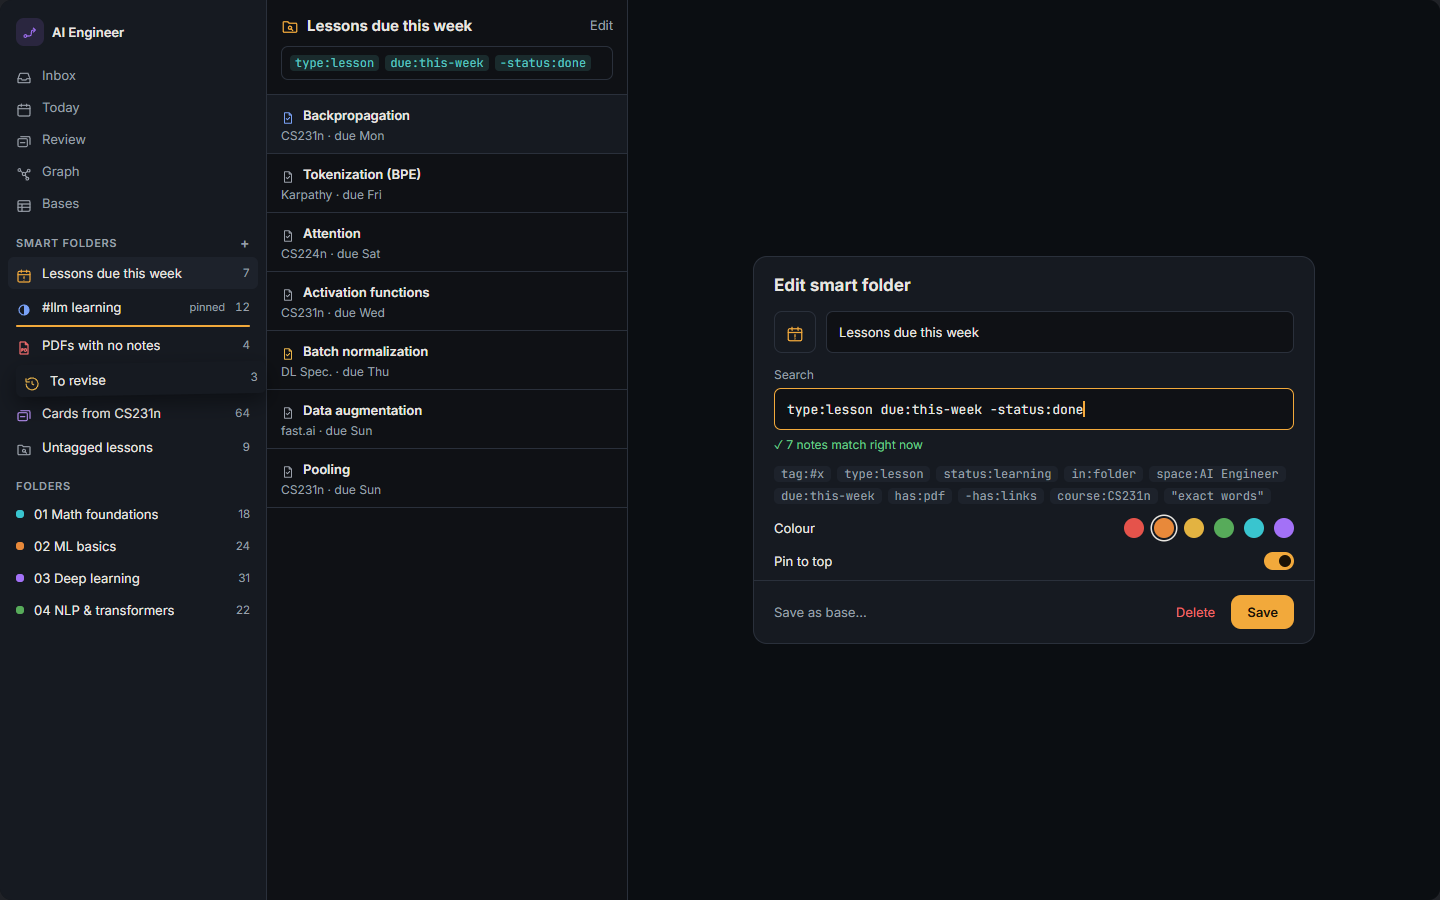 AI Engineer
Inbox
Today
Review
Graph
Bases
SMART FOLDERS +
Lessons due this week 7
#llm learning pinned 12
PDFs with no notes 4
To revise 3
Cards from CS231n 64
Untagged lessons 9
FOLDERS
01 Math foundations 18
02 ML basics 24
03 Deep learning 31
04 NLP & transformers 22
Lessons due this week Edit
type:lesson due:this-week -status:done
Backpropagation
CS231n · due Mon
Tokenization (BPE)
Karpathy · due Fri
Attention
CS224n · due Sat
Activation functions
CS231n · due Wed
Batch normalization
DL Spec. · due Thu
Data augmentation
fast.ai · due Sun
Pooling
CS231n · due Sun
Edit smart folder
Lessons due this week
Search
type:lesson due:this-week -status:done
✓ 7 notes match right now
tag:#x type:lesson status:learning in:folder space:AI Engineer
due:this-week has:pdf -has:links course:CS231n "exact words"
Colour
Pin to top
Save as base... Delete Save